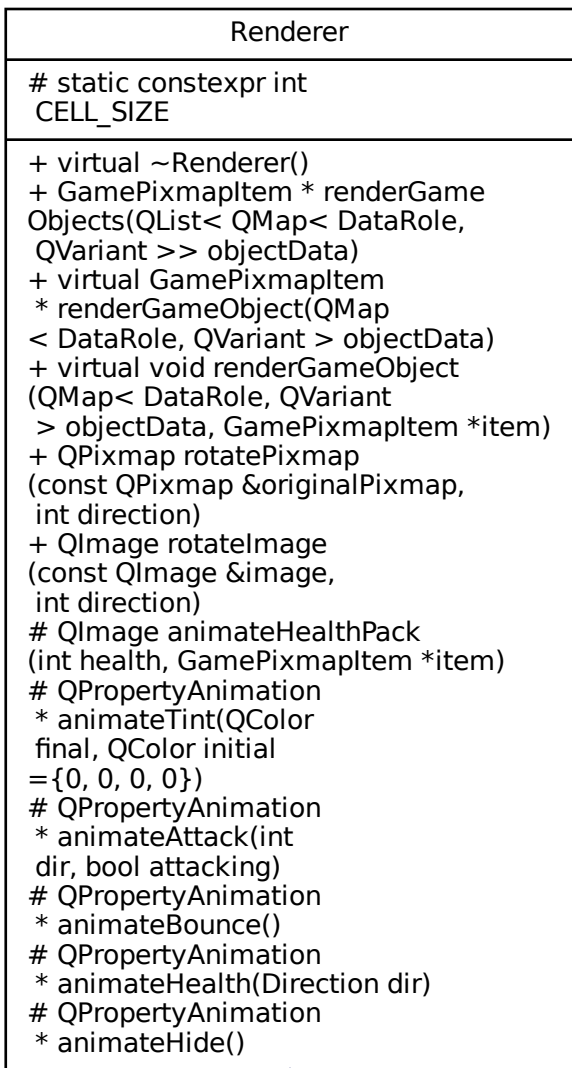 Renderer
# static constexpr int
CELL_SIZE
+ virtual ~Renderer()
+ GamePixmapItem * renderGame
Objects(QList< QMap< DataRole,
QVariant >> objectData)
+ virtual GamePixmapItem
* renderGameObject(QMap
< DataRole, QVariant > objectData)
+ virtual void renderGameObject
(QMap< DataRole, QVariant
> objectData, GamePixmapItem *item)
+ QPixmap rotatePixmap
(const QPixmap &originalPixmap,
int direction)
+ QImage rotateImage
(const QImage &image,
int direction)
# QImage animateHealthPack
(int health, GamePixmapItem *item)
# QPropertyAnimation
* animateTint(QColor
final, QColor initial
={0, 0, 0, 0})
# QPropertyAnimation
* animateAttack(int
dir, bool attacking)
# QPropertyAnimation
* animateBounce()
# QPropertyAnimation
* animateHealth(Direction dir)
# QPropertyAnimation
* animateHide()